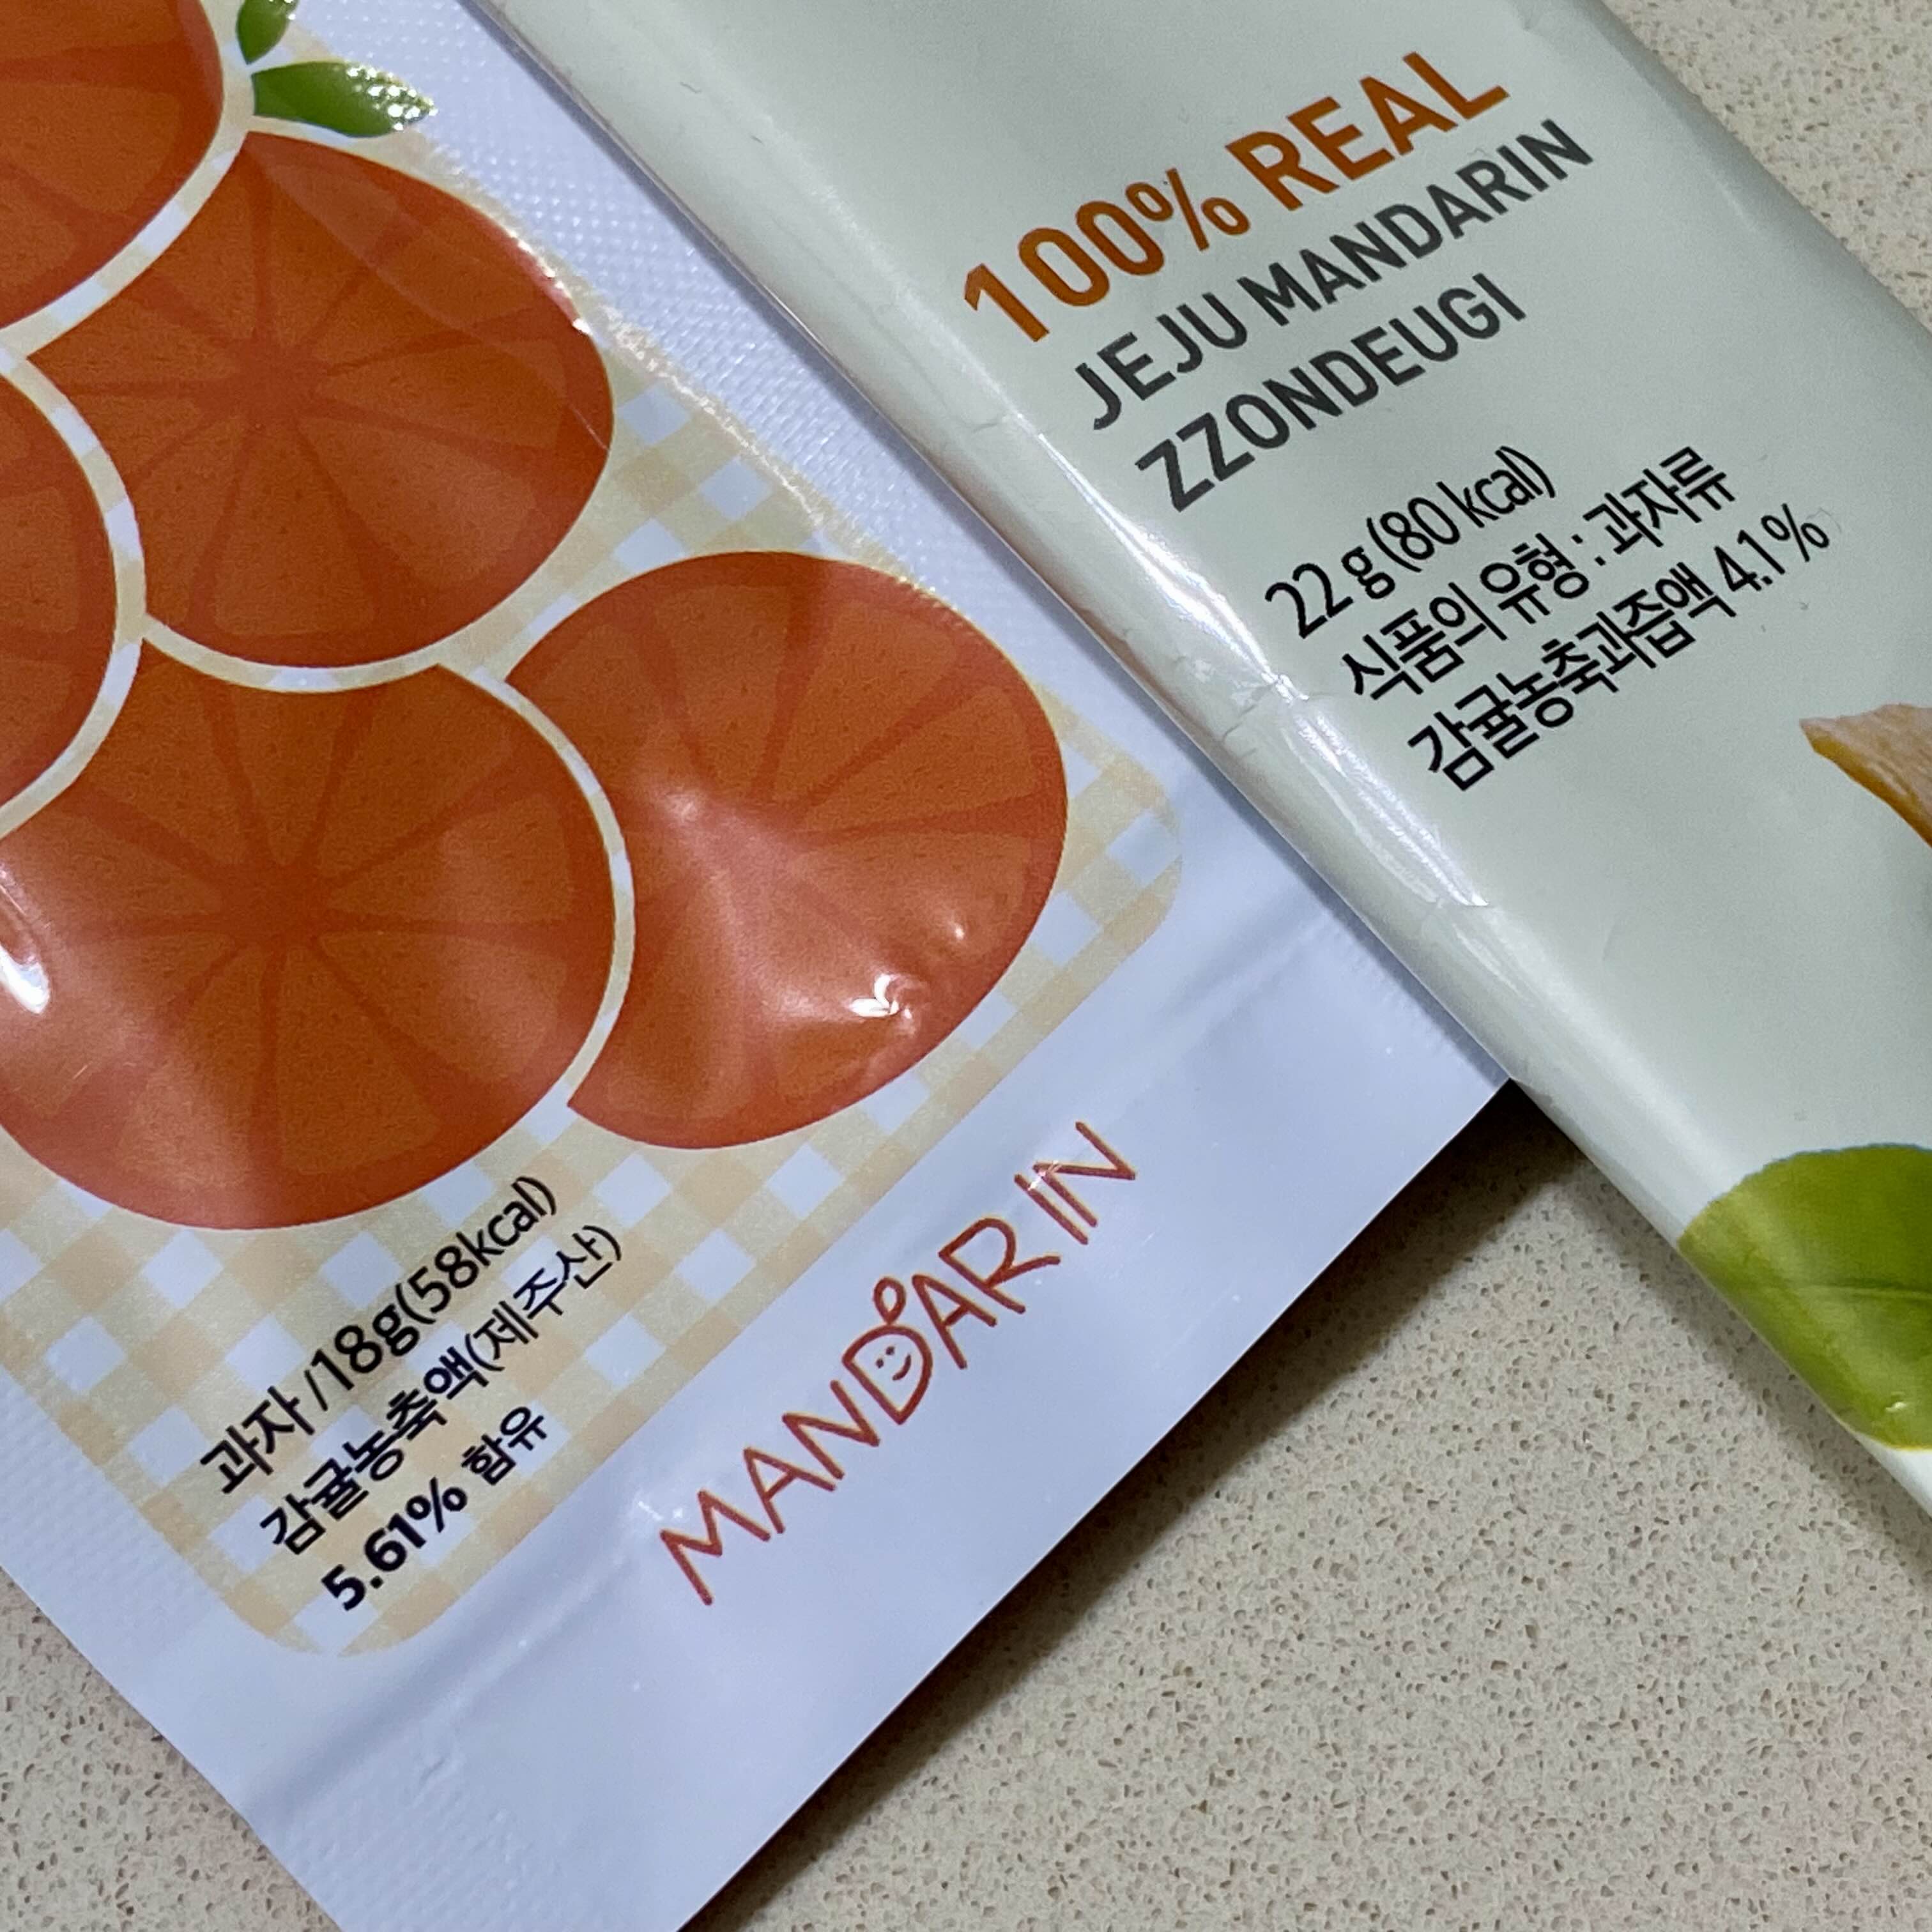 100% REAL
JEJU MANDARIN
ZZONDEUGI
22 g (80 kcal)
식품의 유형 : 과자류
감귤농축과즙액 4.1%
과자 /18g(58kcal)
감귤농축액(제주산)
5.61% 함유
MANDARIN